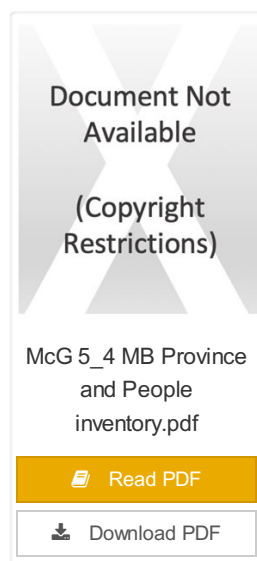 Document Not
Available
(Copyright
Restrictions)
McG 5_4 MB Province
and People
inventory.pdf
Read PDF
Download PDF